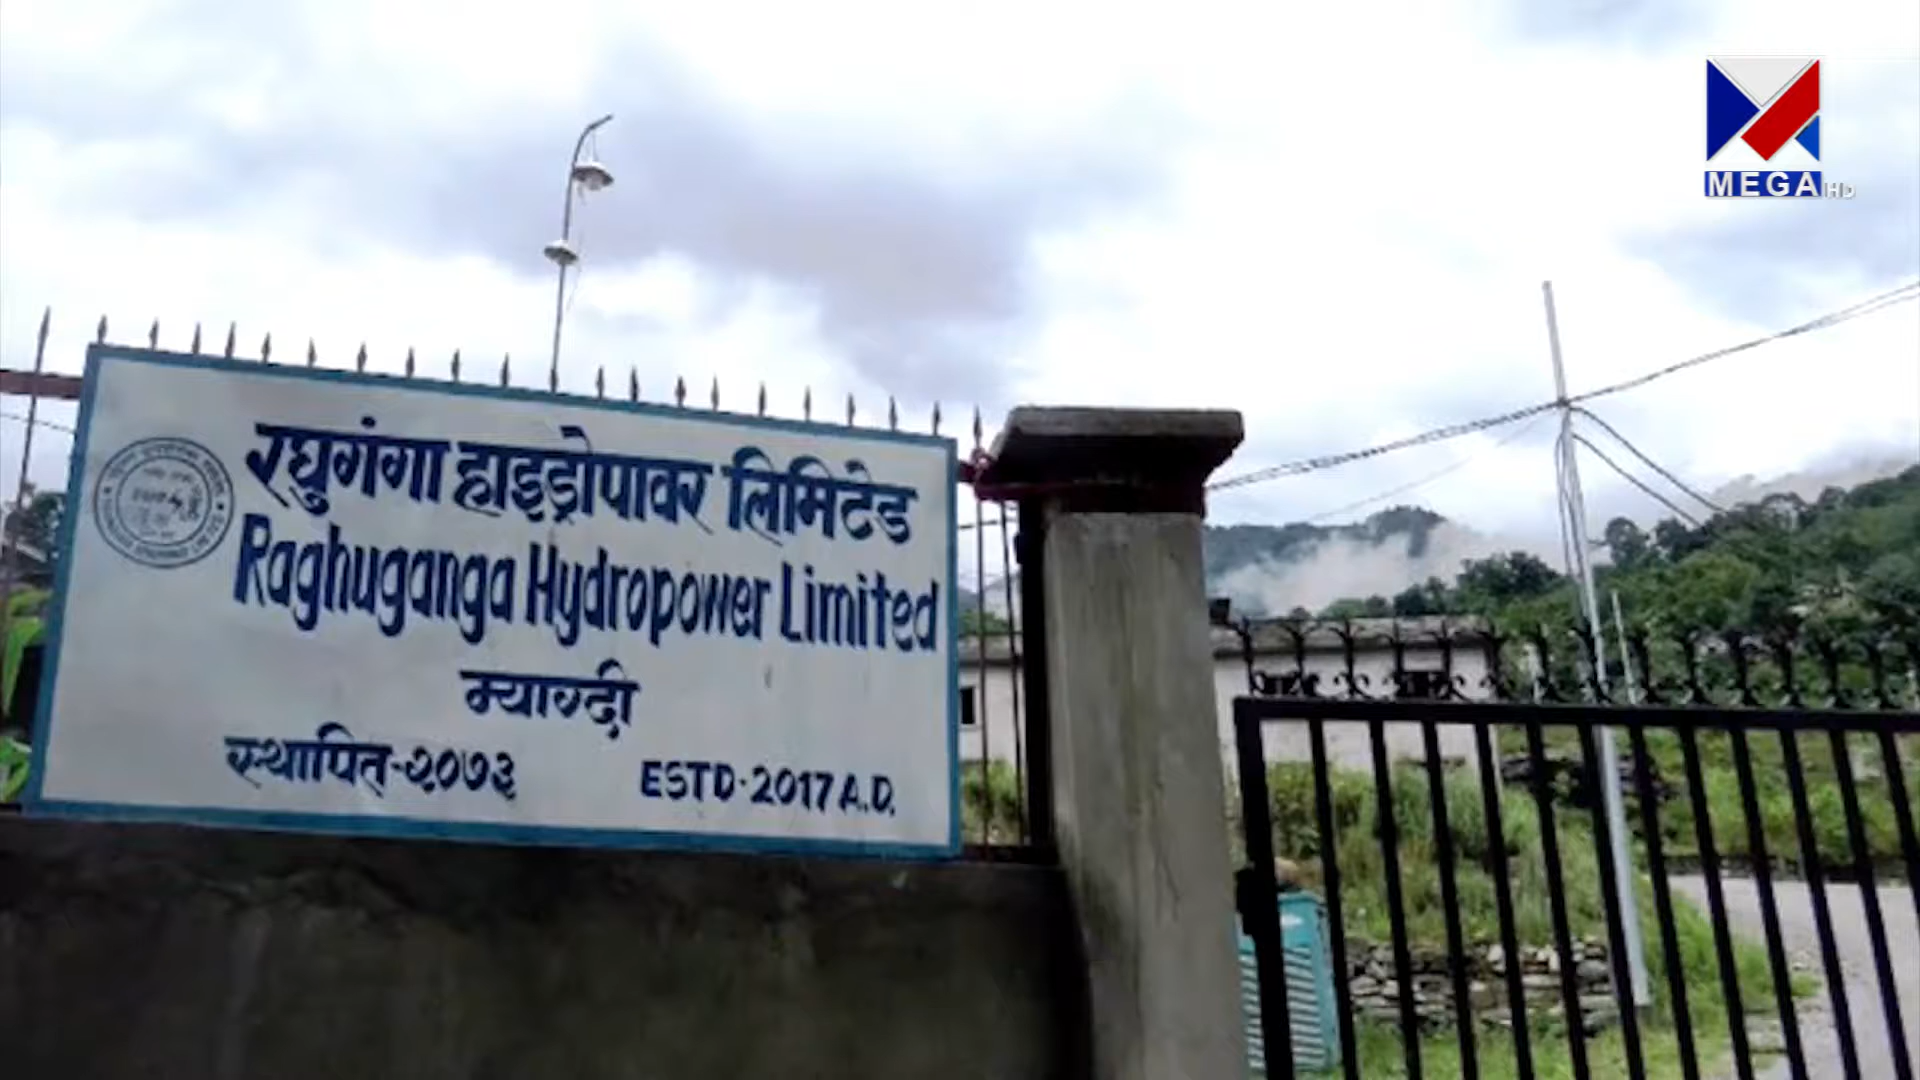 रघुगंगा हाइड्रोपावर लिमिटेड
Raghuganga Hydropower Limited
म्याग्दी
स्थापित-२०७३ ESTD-2017 A.D.
MEGA HD